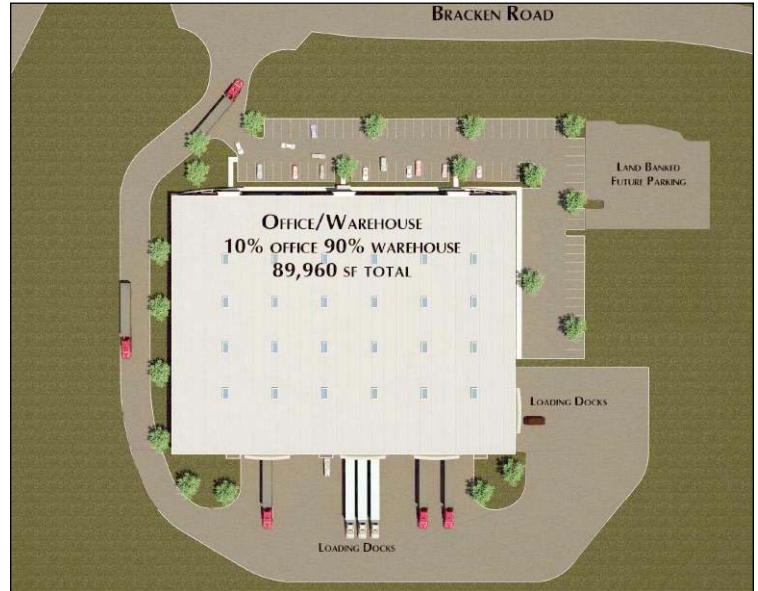 BRACKEN ROAD
LAND BANKED
FUTURE PARKING
OFFICE/WAREHOUSE
10% OFFICE 90% WAREHOUSE
89,960 SF TOTAL
LOADING DOCKS
LOADING DOCKS